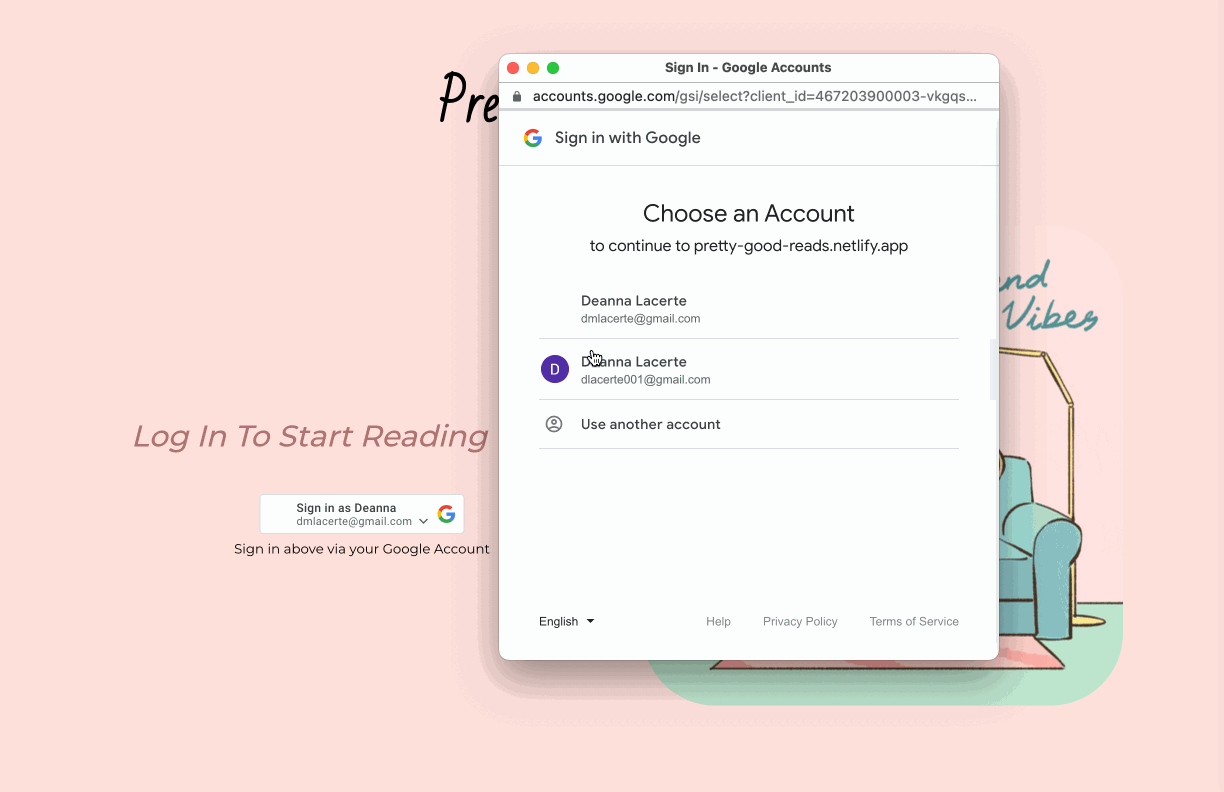 Pre
Sign In - Google Accounts
accounts.google.com/gsi/select?client_id=467203900003-vkgqs...
Sign in with Google
Choose an Account
to continue to pretty-good-reads.netlify.app
Deanna Lacerte
dmlacerte@gmail.com
D
Deanna Lacerte
dlacerte001@gmail.com
Use another account
English
Help
Privacy Policy
Terms of Service
Log In To Start Reading
Sign in as Deanna
dmlacerte@gmail.com
Sign in above via your Google Account
nd
Vibes